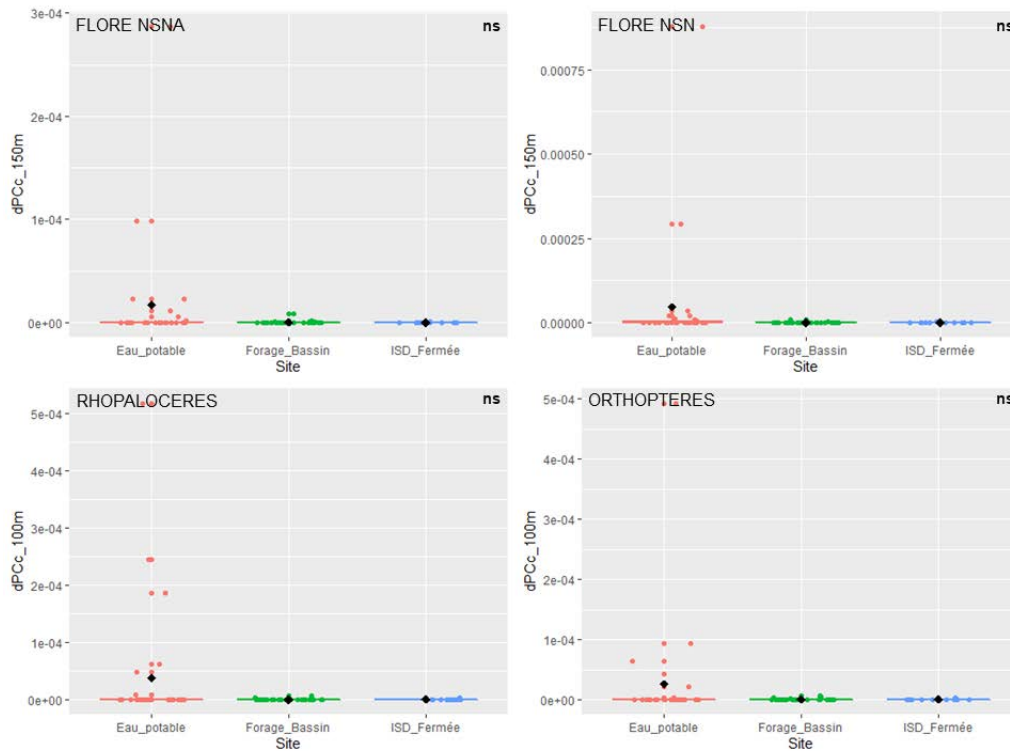 FLORE NSNA
ns
3e-04
2e-04
1e-04
0e+00
dPCc_150m
Eau_potable
Forage_Bassin
ISD_Fermée
Site
FLORE NSN
ns
0.00075
0.00050
0.00025
0.00000
dPCc_150m
Eau_potable
Forage_Bassin
ISD_Fermée
Site
RHOPALOCERES
ns
5e-04
4e-04
3e-04
2e-04
1e-04
0e+00
dPCc_100m
Eau_potable
Forage_Bassin
ISD_Fermée
Site
ORTHOPTERES
ns
5e-04
4e-04
3e-04
2e-04
1e-04
0e+00
dPCc_100m
Eau_potable
Forage_Bassin
ISD_Fermée
Site